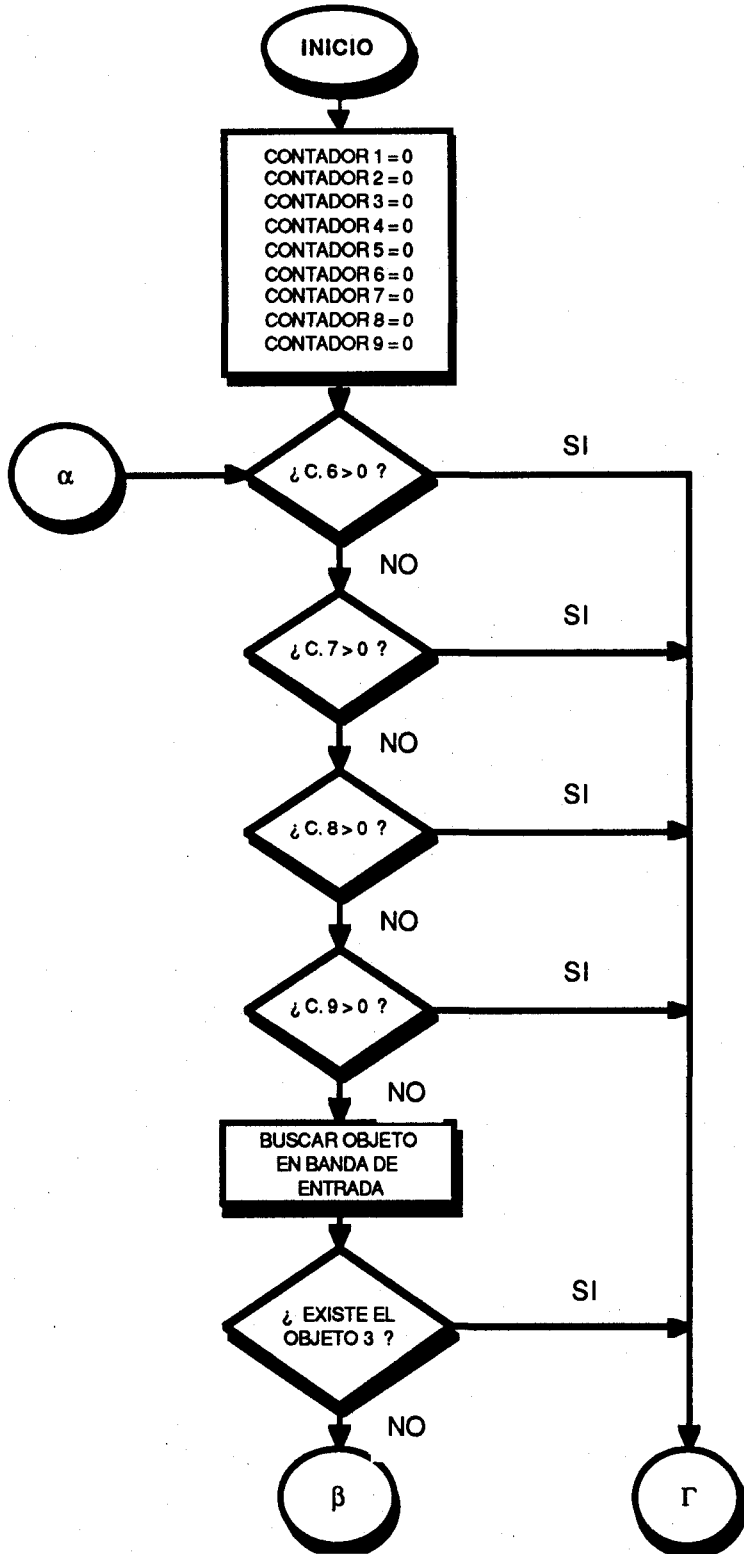 INICIO
CONTADOR 1 = 0
CONTADOR 2 = 0
CONTADOR 3 = 0
CONTADOR 4 = 0
CONTADOR 5 = 0
CONTADOR 6 = 0
CONTADOR 7 = 0
CONTADOR 8 = 0
CONTADOR 9 = 0
α
¿ C. 6 > 0 ?
SI
NO
¿ C. 7 > 0 ?
SI
NO
¿ C. 8 > 0 ?
SI
NO
¿ C. 9 > 0 ?
SI
NO
BUSCAR OBJETO
EN BANDA DE
ENTRADA
¿ EXISTE EL
OBJETO 3 ?
SI
NO
β
Γ